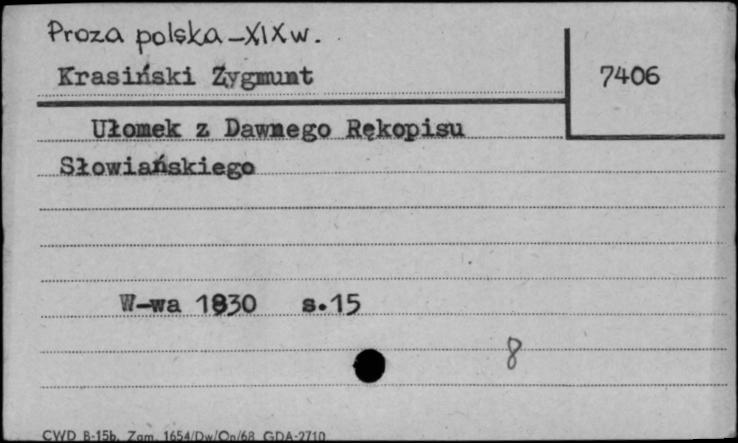 Proza polska - XIX w.
Krasiński Zygmunt
7406
Ułomek z Dawnego Rękopisu
Słowiańskiego
W-wa 1830 s.15
8
CWD B-15b. Zam. 1654/Dw/On/68 GDA-2710